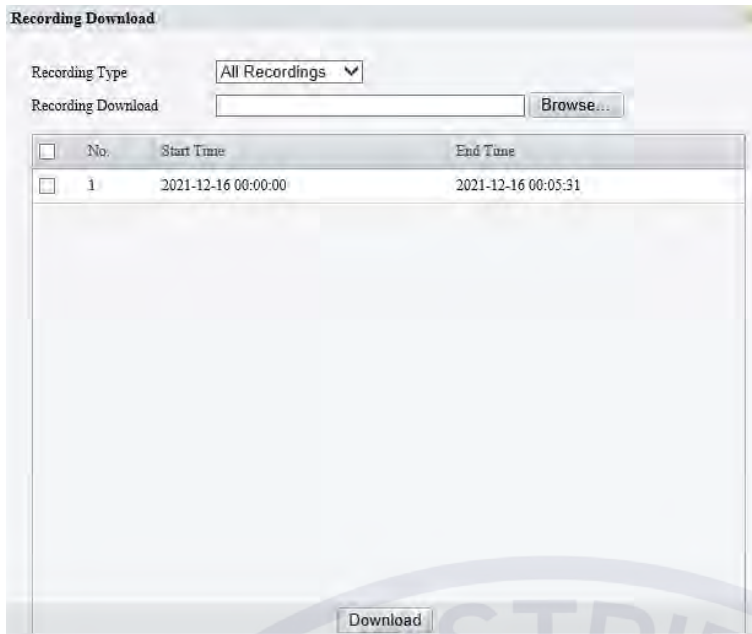 Recording Download
Recording Type All Recordings
Recording Download Browse...
No. Start Time End Time
1 2021-12-16 00:00:00 2021-12-16 00:05:31
Download